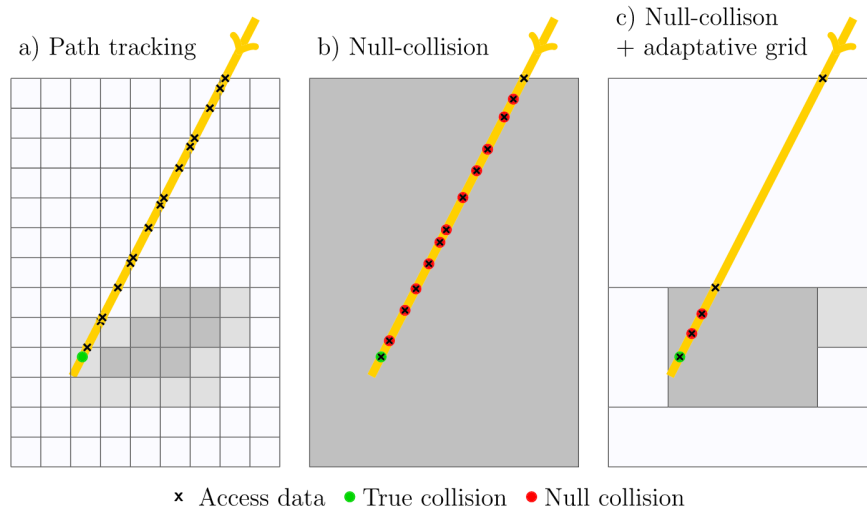 a) Path tracking
b) Null-collision
c) Null-collison
+ adaptative grid
× Access data
True collision
Null collision